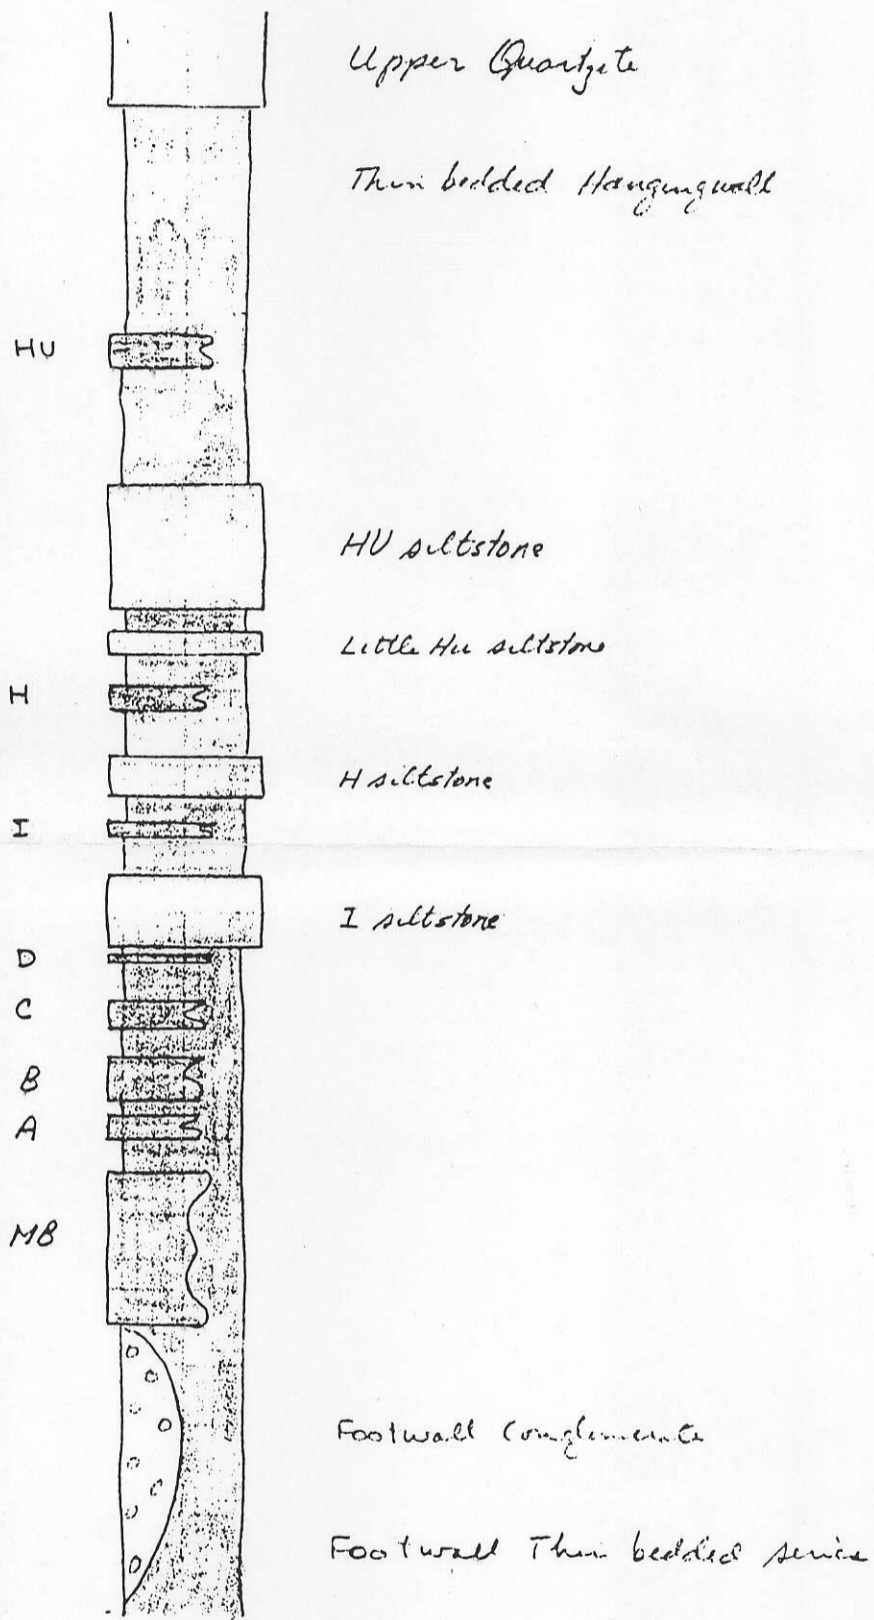 Upper Quartzite
Thin bedded Hangingwall
HU
HU siltstone
Little Hu siltstone
H
H siltstone
I
I siltstone
D
C
B
A
MB
Footwall Conglomerate
Footwall Thin bedded series